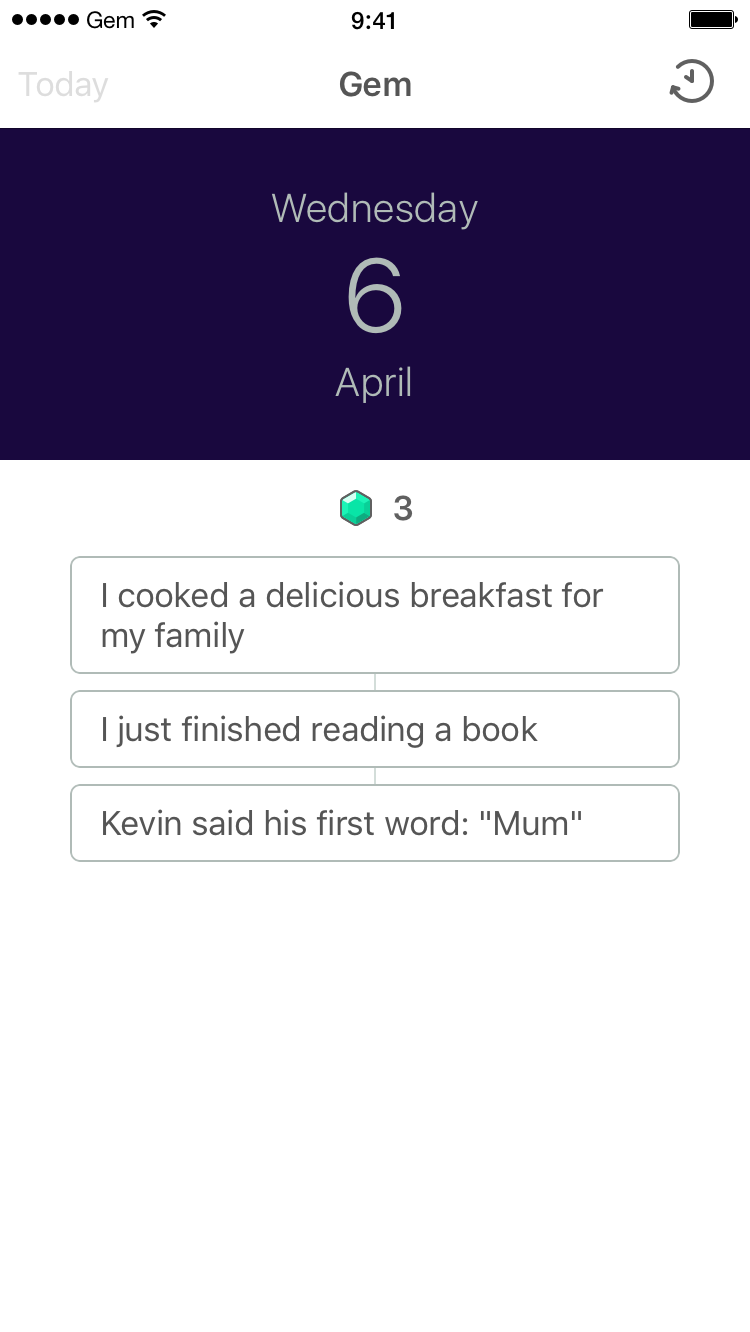 Gem 9:41
Today Gem
Wednesday
6
April
3
I cooked a delicious breakfast for
my family
I just finished reading a book
Kevin said his first word: "Mum"